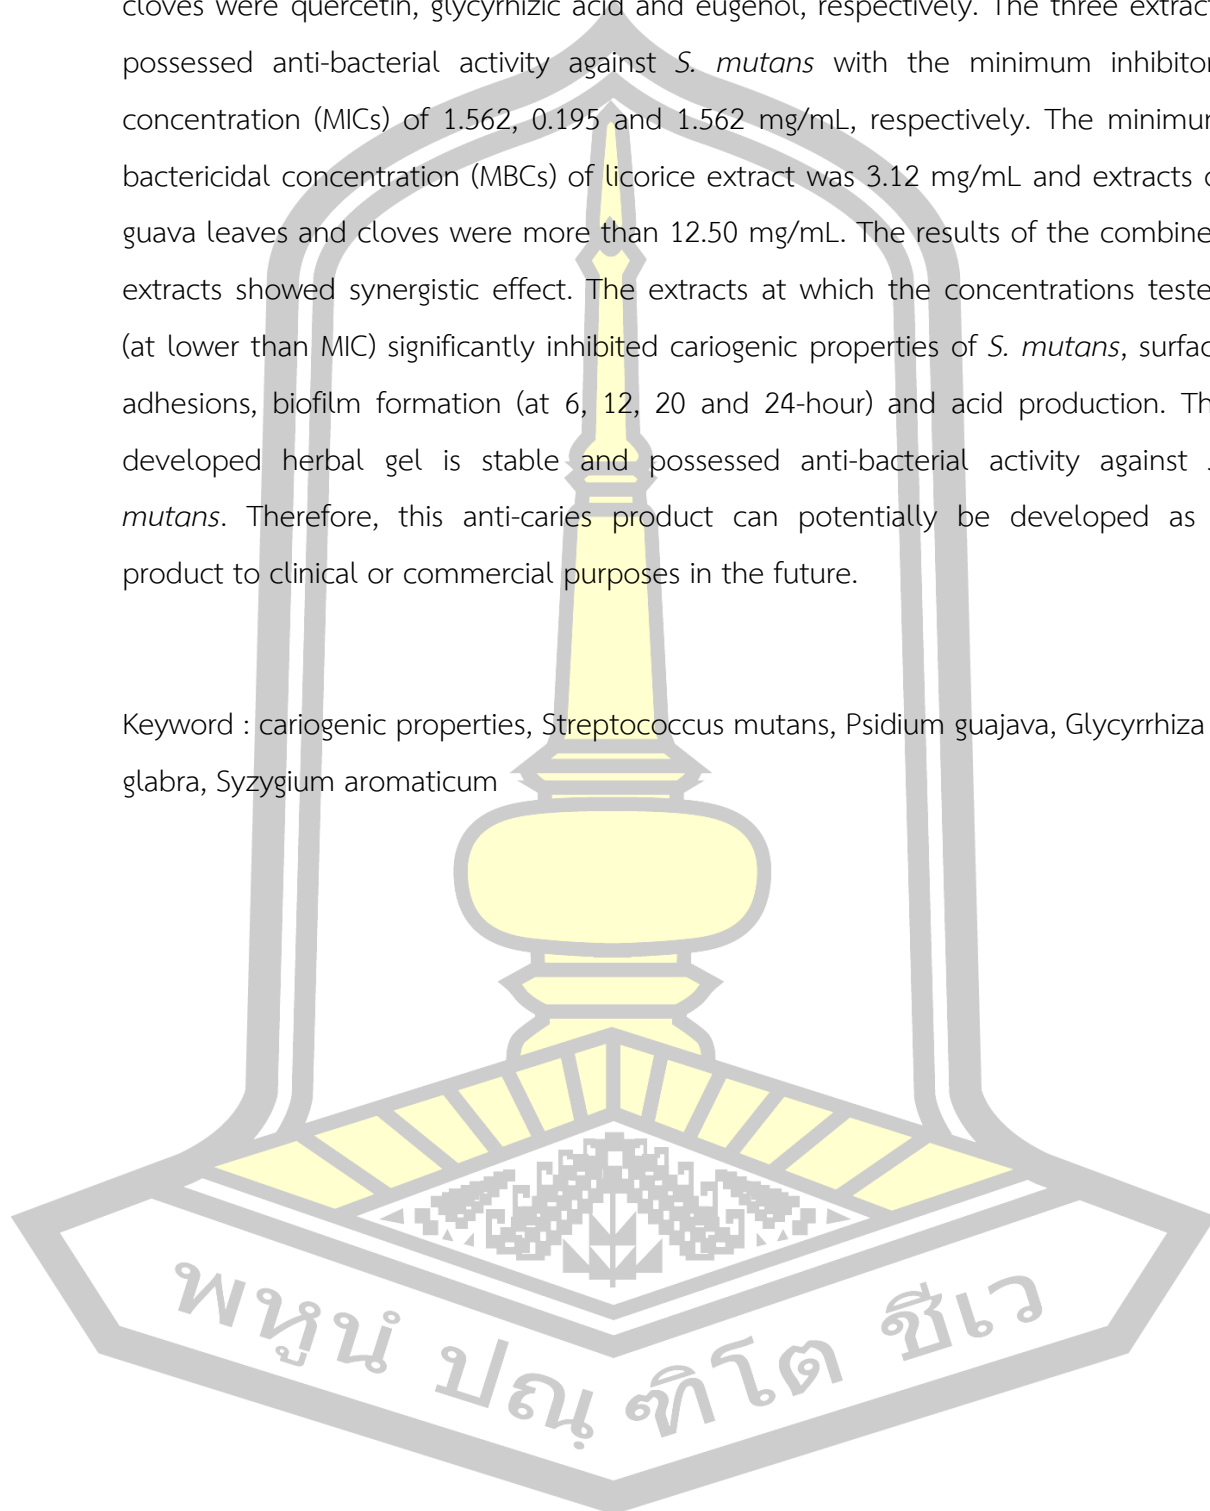 cloves were quercetin, glycyrhizic acid and eugenol, respectively. The three extract
possessed anti-bacterial activity against S. mutans with the minimum inhibitor
concentration (MICs) of 1.562, 0.195 and 1.562 mg/mL, respectively. The minimu
bactericidal concentration (MBCs) of licorice extract was 3.12 mg/mL and extracts o
guava leaves and cloves were more than 12.50 mg/mL. The results of the combine
extracts showed synergistic effect. The extracts at which the concentrations teste
(at lower than MIC) significantly inhibited cariogenic properties of S. mutans, surfac
adhesions, biofilm formation (at 6, 12, 20 and 24-hour) and acid production. Th
developed herbal gel is stable and possessed anti-bacterial activity against
mutans. Therefore, this anti-caries product can potentially be developed as
product to clinical or commercial purposes in the future.
Keyword : cariogenic properties, Streptococcus mutans, Psidium guajava, Glycyrrhiza
glabra, Syzygium aromaticum
พหูนํ ปณฺฑิโต ชีเว